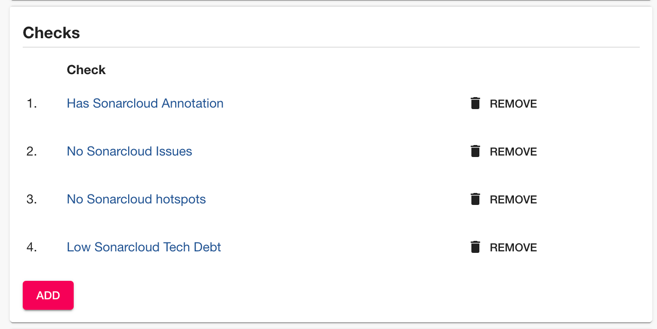 Checks
Check
1. Has Sonarcloud Annotation REMOVE
2. No Sonarcloud Issues REMOVE
3. No Sonarcloud hotspots REMOVE
4. Low Sonarcloud Tech Debt REMOVE
ADD